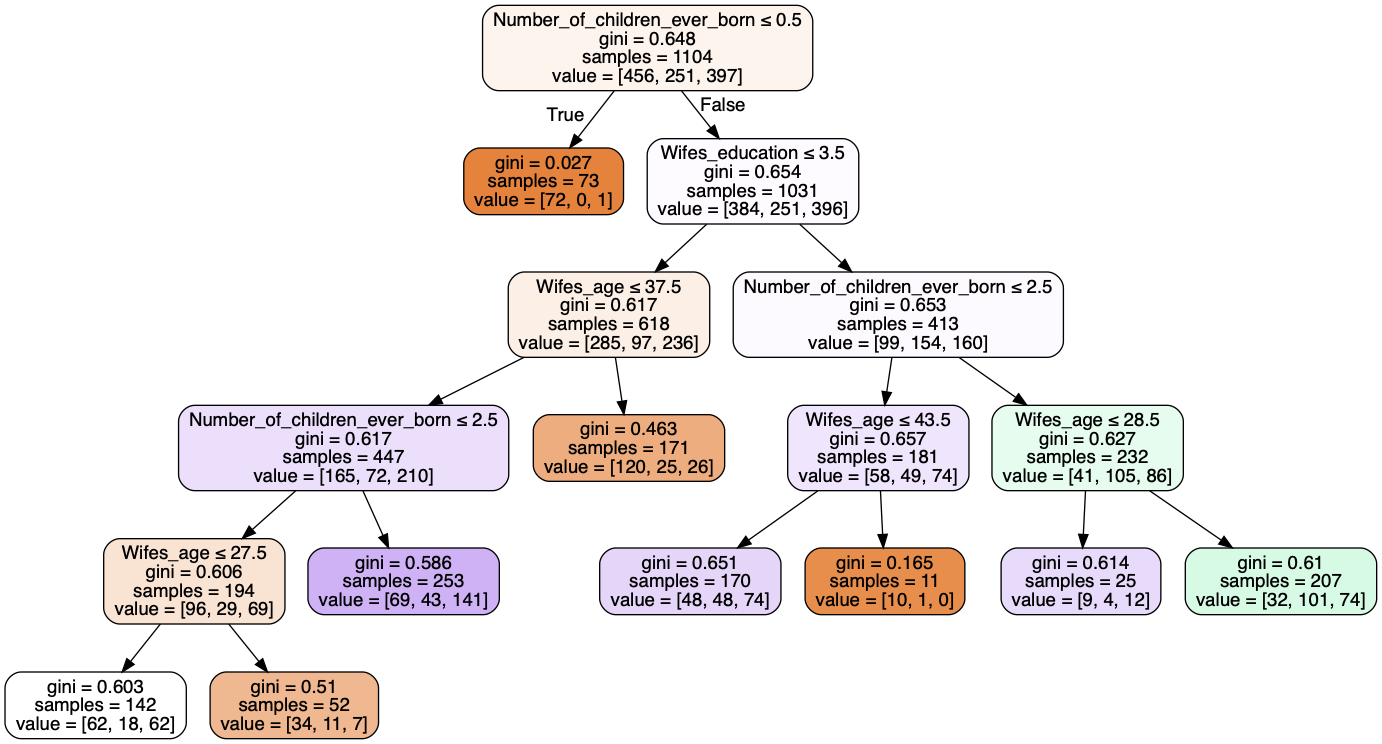 Number_of_children_ever_born ≤ 0.5
gini = 0.648
samples = 1104
value = [456, 251, 397]
True
False
gini = 0.027
samples = 73
value = [72, 0, 1]
Wifes_education ≤ 3.5
gini = 0.654
samples = 1031
value = [384, 251, 396]
Wifes_age ≤ 37.5
gini = 0.617
samples = 618
value = [285, 97, 236]
Number_of_children_ever_born ≤ 2.5
gini = 0.653
samples = 413
value = [99, 154, 160]
Number_of_children_ever_born ≤ 2.5
gini = 0.617
samples = 447
value = [165, 72, 210]
gini = 0.463
samples = 171
value = [120, 25, 26]
Wifes_age ≤ 43.5
gini = 0.657
samples = 181
value = [58, 49, 74]
Wifes_age ≤ 28.5
gini = 0.627
samples = 232
value = [41, 105, 86]
Wifes_age ≤ 27.5
gini = 0.606
samples = 194
value = [96, 29, 69]
gini = 0.586
samples = 253
value = [69, 43, 141]
gini = 0.651
samples = 170
value = [48, 48, 74]
gini = 0.165
samples = 11
value = [10, 1, 0]
gini = 0.614
samples = 25
value = [9, 4, 12]
gini = 0.61
samples = 207
value = [32, 101, 74]
gini = 0.603
samples = 142
value = [62, 18, 62]
gini = 0.51
samples = 52
value = [34, 11, 7]